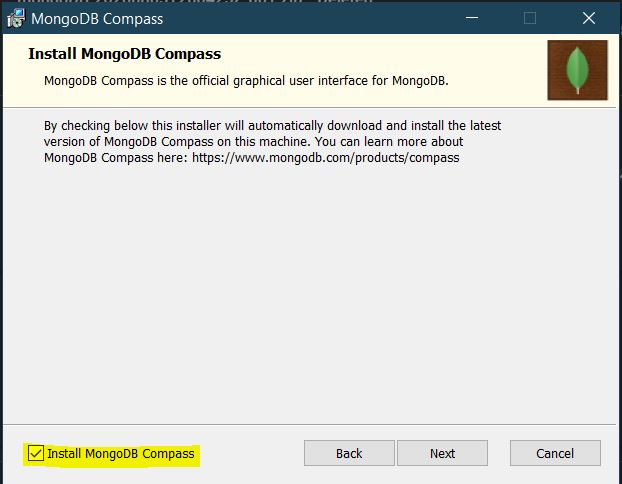 MongoDB Compass
Install MongoDB Compass
MongoDB Compass is the official graphical user interface for MongoDB.
By checking below this installer will automatically download and install the latest
version of MongoDB Compass on this machine. You can learn more about
MongoDB Compass here: https://www.mongodb.com/products/compass
Install MongoDB Compass
Back
Next
Cancel